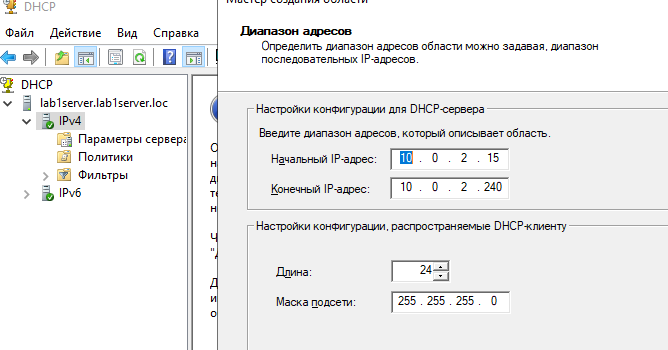 DHCP
Файл Действие Вид Справка
DHCP
lab1server.lab1server.loc
IPv4
Параметры сервера
Политики
Фильтры
IPv6
Мастер создания области
Диапазон адресов
Определить диапазон адресов области можно задавая, диапазон
последовательных IP-адресов.
Настройки конфигурации для DHCP-сервера
Введите диапазон адресов, который описывает область.
Начальный IP-адрес: 10 . 0 . 2 . 15
Конечный IP-адрес: 10 . 0 . 2 . 240
Настройки конфигурации, распространяемые DHCP-клиенту
Длина: 24
Маска подсети: 255 . 255 . 255 . 0